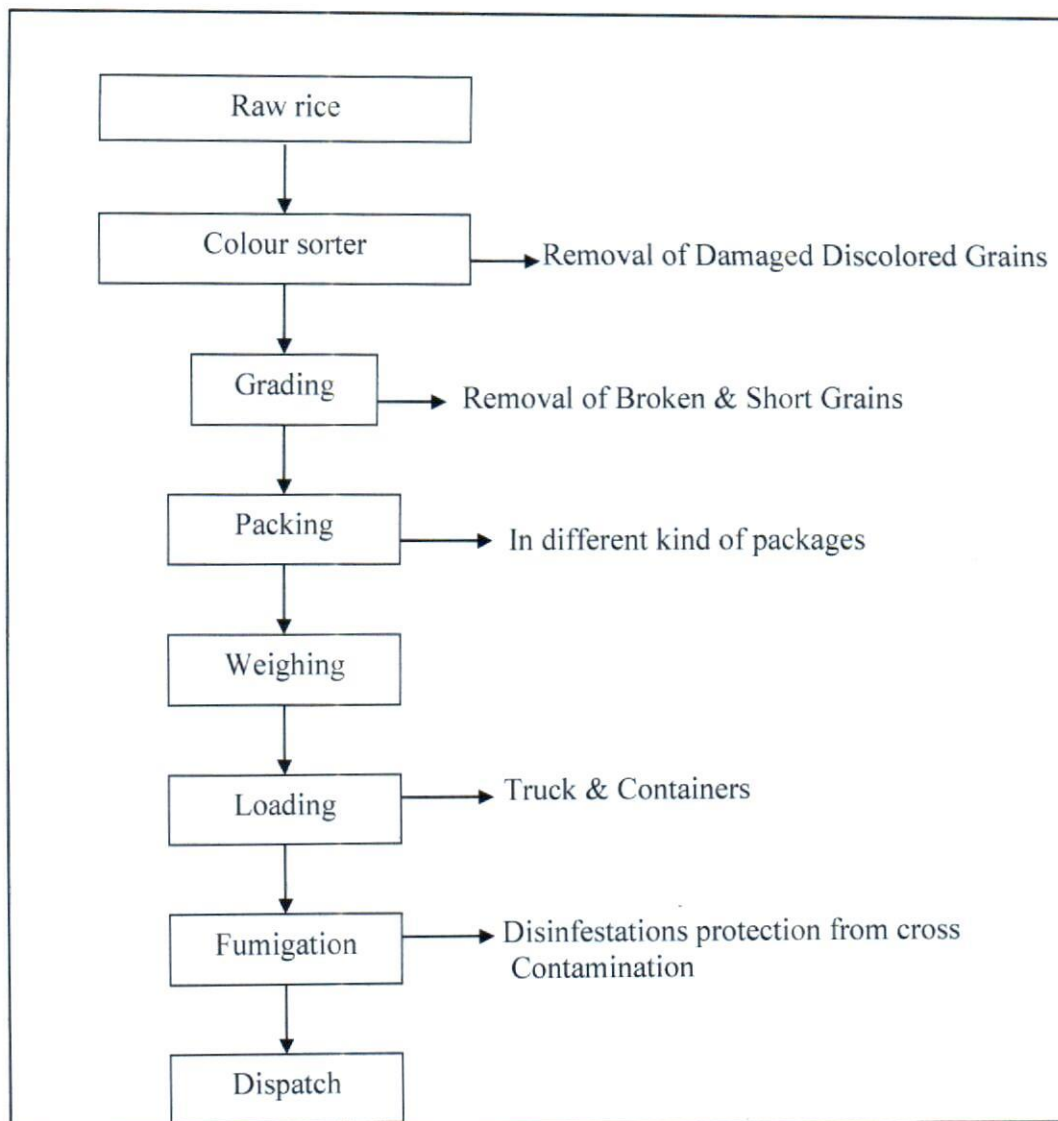 Raw rice
Colour sorter
Removal of Damaged Discolored Grains
Grading
Removal of Broken & Short Grains
Packing
In different kind of packages
Weighing
Loading
Truck & Containers
Fumigation
Disinfestations protection from cross
Contamination
Dispatch